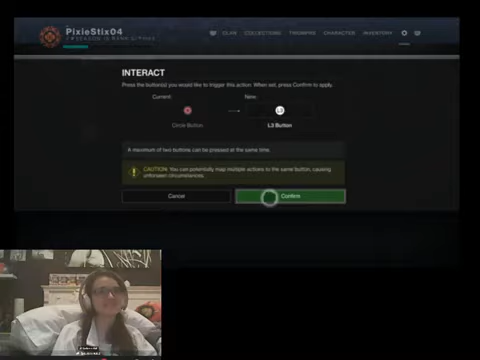 PixieStix04
CLAN COLLECTIONS TRIUMPHS CHARACTER INVENTORY
INTERACT
Press the button(s) you would like to trigger this action. When set, press Confirm to apply.
Current: New:
L3
Circle Button L3 Button
A maximum of two buttons can be pressed at the same time.
CAUTION: You can potentially map multiple actions to the same button, causing
unforeseen circumstances.
Cancel Confirm